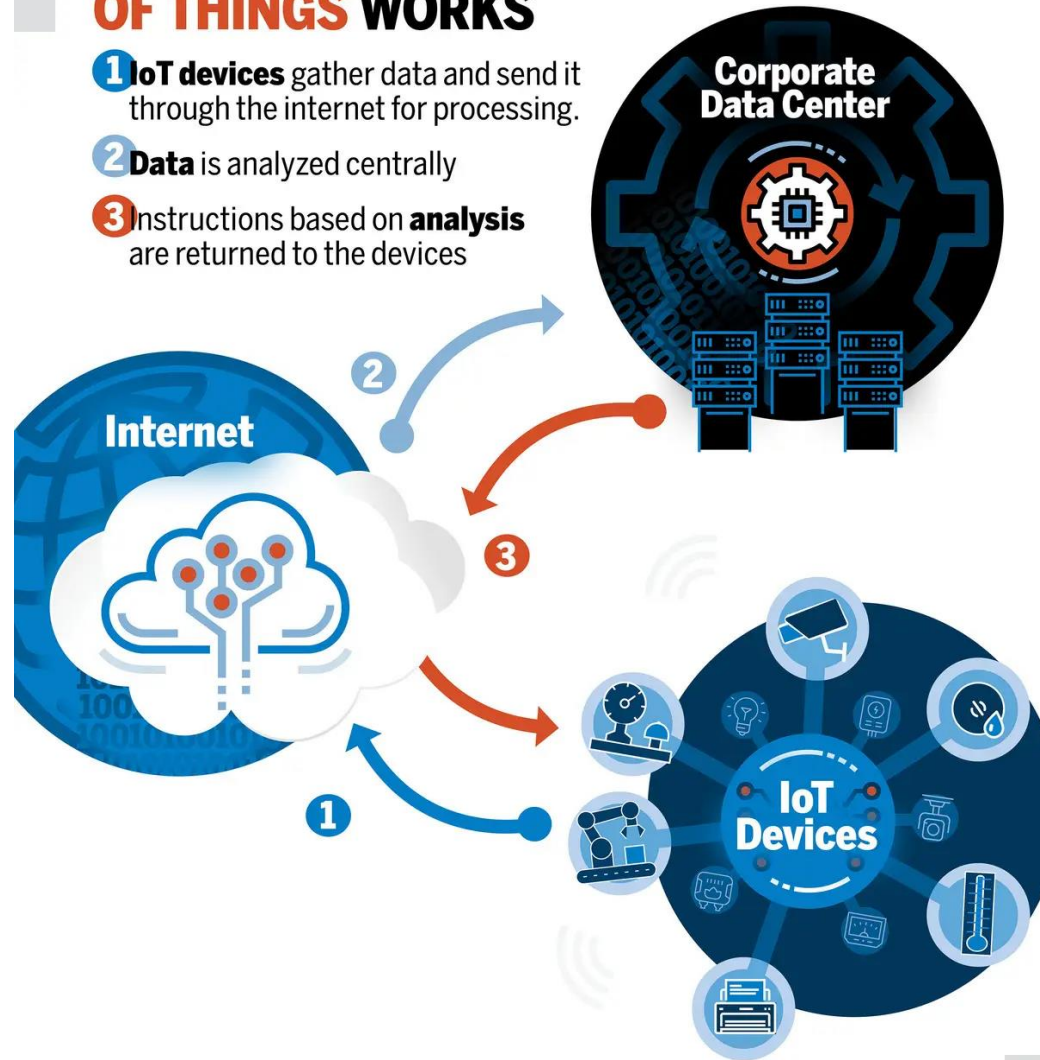 OF THINGS WORKS
1 IoT devices gather data and send it
through the internet for processing.
2 Data is analyzed centrally
3 Instructions based on analysis
are returned to the devices
Corporate
Data Center
2
Internet
3
1
IoT
Devices